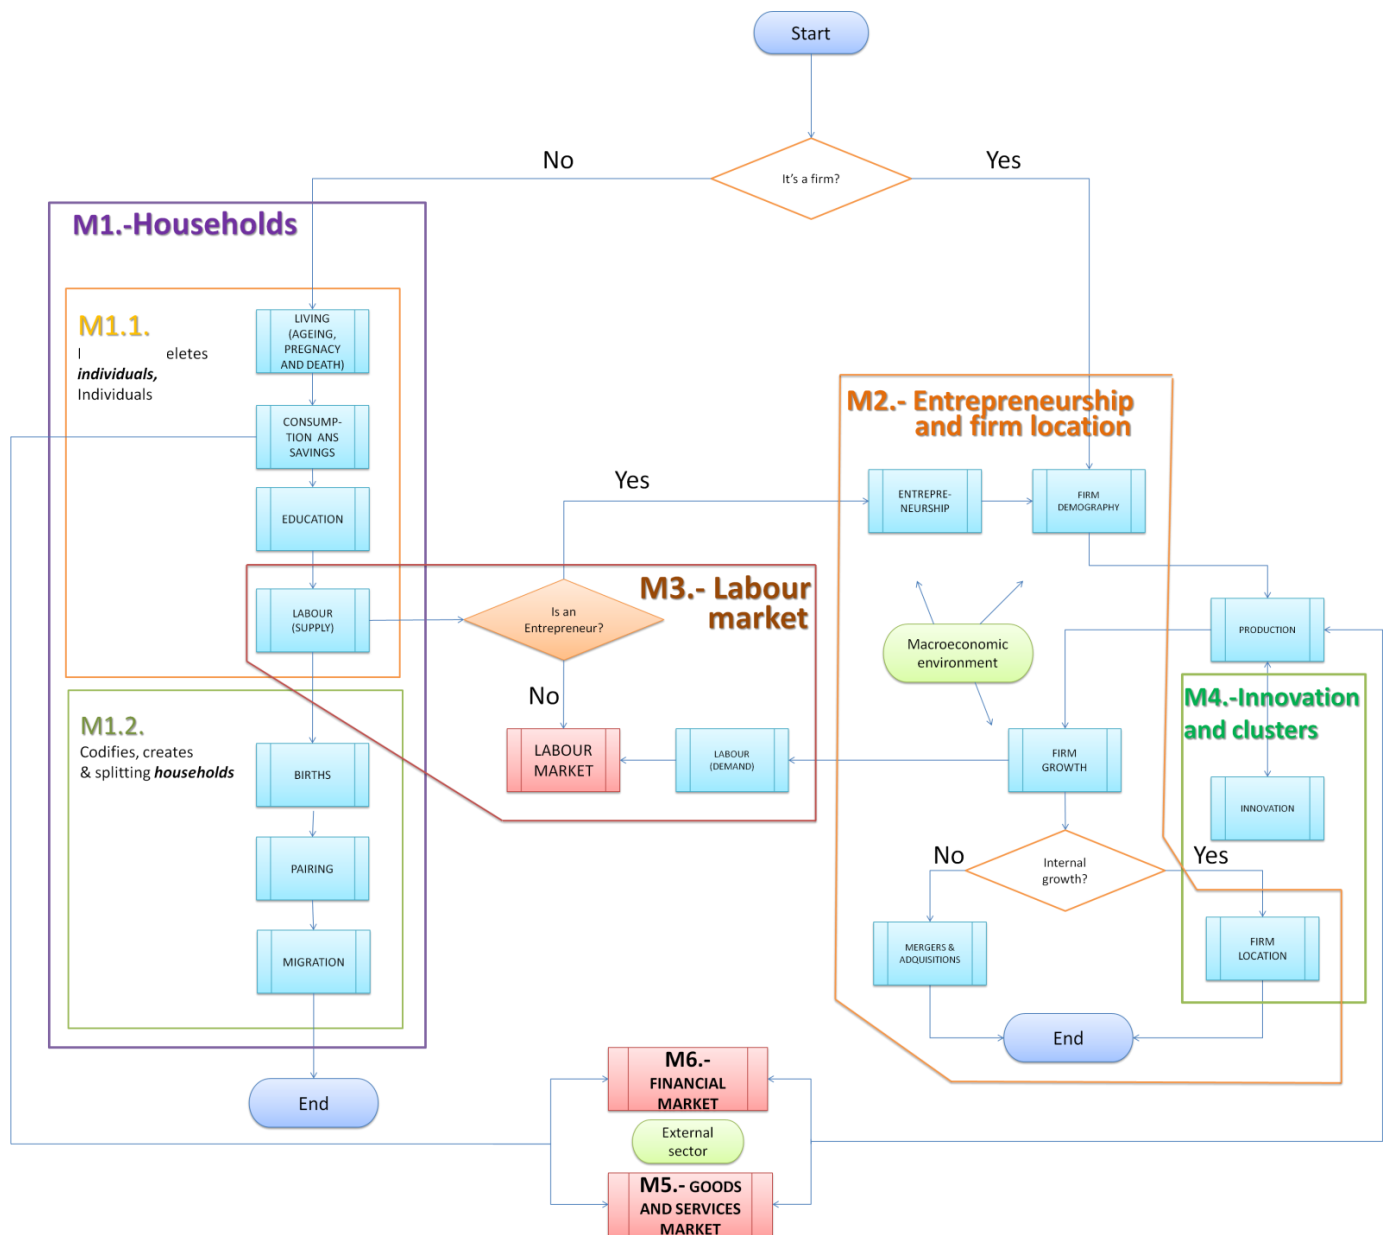 Start
It's a firm?
No
Yes
M1.-Households
M1.1.
I eletes
individuals,
Individuals
LIVING
(AGEING,
PREGNACY
AND DEATH)
CONSUMP-
TION ANS
SAVINGS
EDUCATION
LABOUR
(SUPPLY)
M1.2.
Codifies, creates
& splitting households
BIRTHS
PAIRING
MIGRATION
End
Yes
Is an
Entrepreneur?
No
M3.- Labour
market
LABOUR
MARKET
LABOUR
(DEMAND)
M2.- Entrepreneurship
and firm location
ENTREPRE-
NEURSHIP
FIRM
DEMOGRAPHY
Macroeconomic
environment
PRODUCTION
FIRM
GROWTH
M4.-Innovation
and clusters
INNOVATION
No
Internal
growth?
Yes
MERGERS &
ADQUISITIONS
FIRM
LOCATION
End
M6.-
FINANCIAL
MARKET
External
sector
M5.- GOODS
AND SERVICES
MARKET